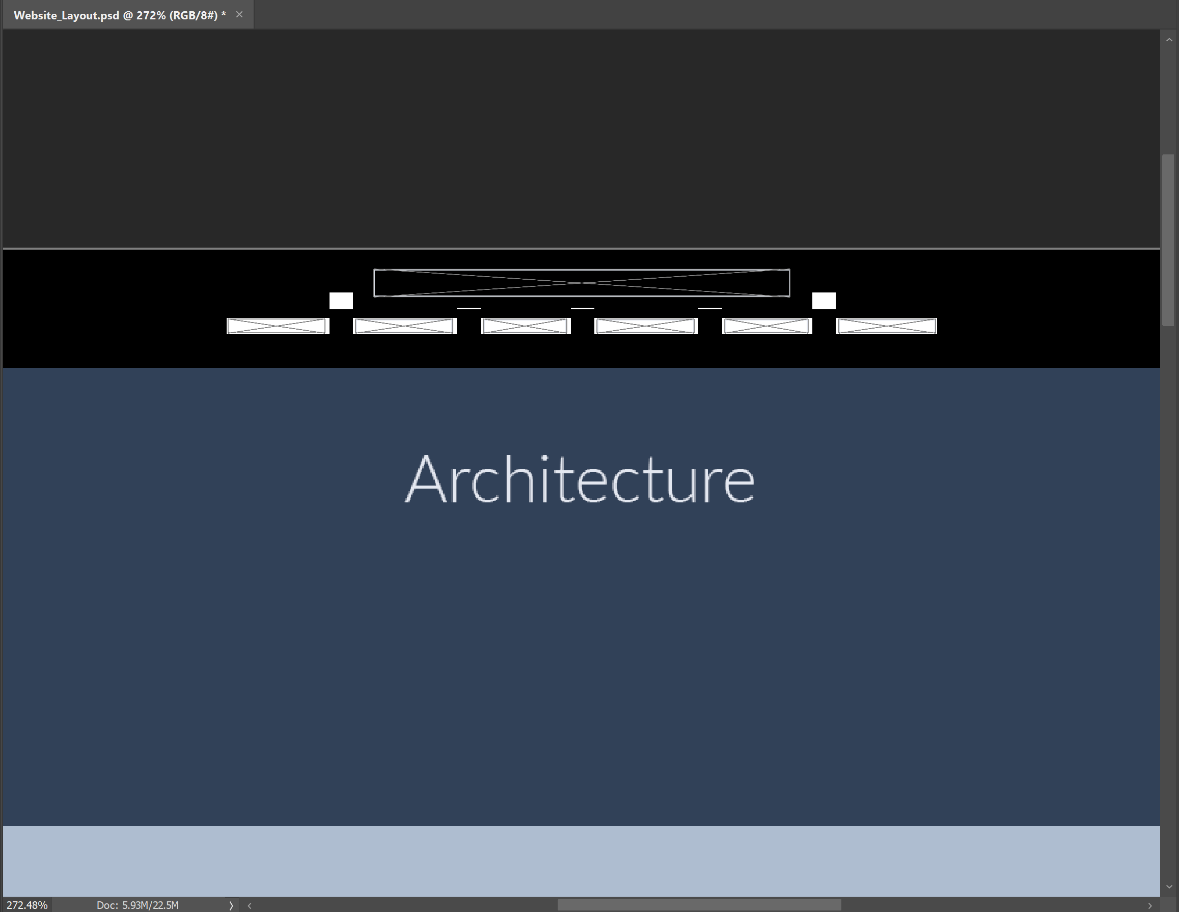 Website_Layout.psd @ 272% (RGB/8#) *
Architecture
272.48% Doc: 5.93M/22.5M